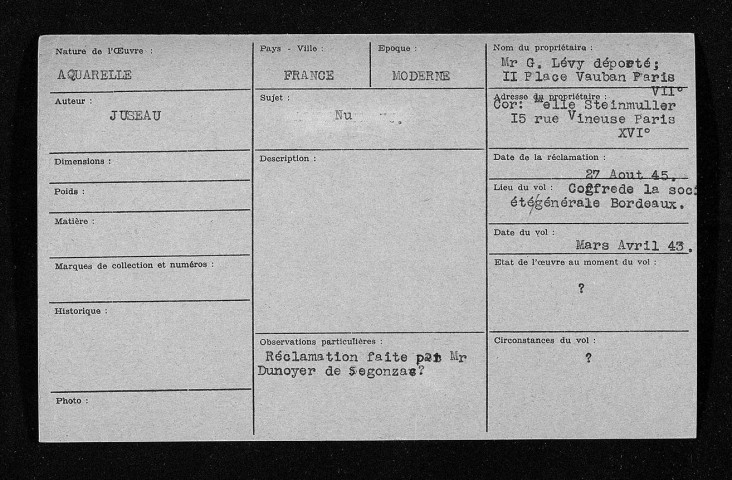 Nature de l'Œuvre :
AQUARELLE
Auteur :
JUSEAU
Dimensions :
Poids :
Matière :
Marques de collection et numéros :
Historique :
Photo :
Pays - Ville :
FRANCE
Epoque :
MODERNE
Sujet :
Nu
Description :
Observations particulières :
Réclamation faite par Mr
Dunoyer de Segonzac?
Nom du propriétaire :
Mr G. Lévy déporté;
II Place Vauban Paris
VII°
Adresse du propriétaire :
Cor: Melle Steinmuller
I5 rue Vineuse Paris
XVI°
Date de la réclamation :
27 Aout 45.
Lieu du vol : Coffrede la soci
été/générale Bordeaux.
Date du vol :
Mars Avril 43.
Etat de l'œuvre au moment du vol :
?
Circonstances du vol :
?